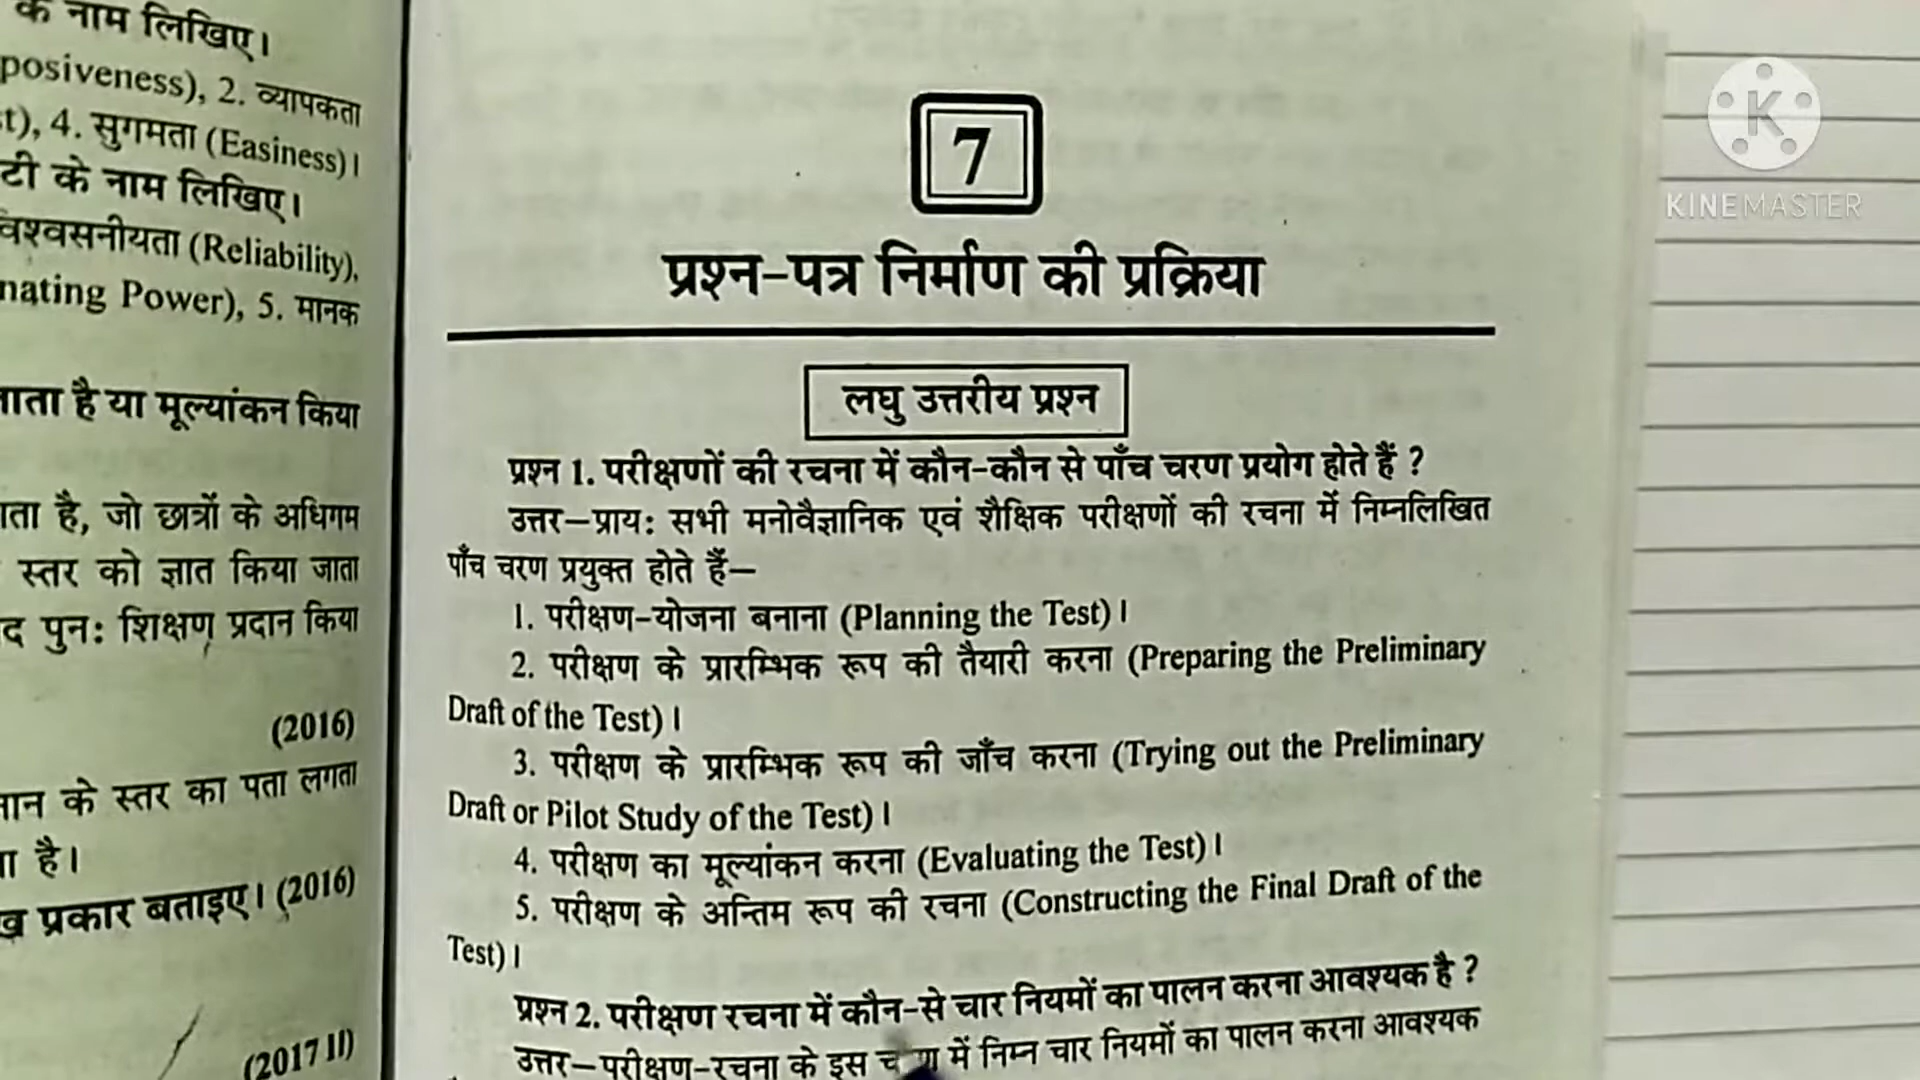 के नाम लिखिए।
posiveness), 2. व्यापकता
t), 4. सुगमता (Easiness)।
टी के नाम लिखिए।
विश्वसनीयता (Reliability),
nating Power), 5. मानक
जाता है या मूल्यांकन किया
ाता है, जो छात्रों के अधिगम
स्तर को ज्ञात किया जाता
द पुन: शिक्षण प्रदान किया
(2016)
के स्तर का पता लगता
ा है।
प्रकार बताइए। (2016)
(2017 II)
7
प्रश्न-पत्र निर्माण की प्रक्रिया
लघु उत्तरीय प्रश्न
प्रश्न 1. परीक्षणों की रचना में कौन-कौन से पाँच चरण प्रयोग होते हैं ?
उत्तर–प्राय: सभी मनोवैज्ञानिक एवं शैक्षिक परीक्षणों की रचना में निम्नलिखित
पाँच चरण प्रयुक्त होते हैं–
1. परीक्षण-योजना बनाना (Planning the Test)।
2. परीक्षण के प्रारम्भिक रूप की तैयारी करना (Preparing the Preliminary
Draft of the Test)।
3. परीक्षण के प्रारम्भिक रूप की जाँच करना (Trying out the Preliminary
Draft or Pilot Study of the Test)।
4. परीक्षण का मूल्यांकन करना (Evaluating the Test)।
5. परीक्षण के अन्तिम रूप की रचना (Constructing the Final Draft of the
Test)।
प्रश्न 2. परीक्षण रचना में कौन-से चार नियमों का पालन करना आवश्यक है ?
उत्तर–परीक्षण-रचना के इस में निम्न चार नियमों का पालन करना आवश्यक
K
KINEMASTER